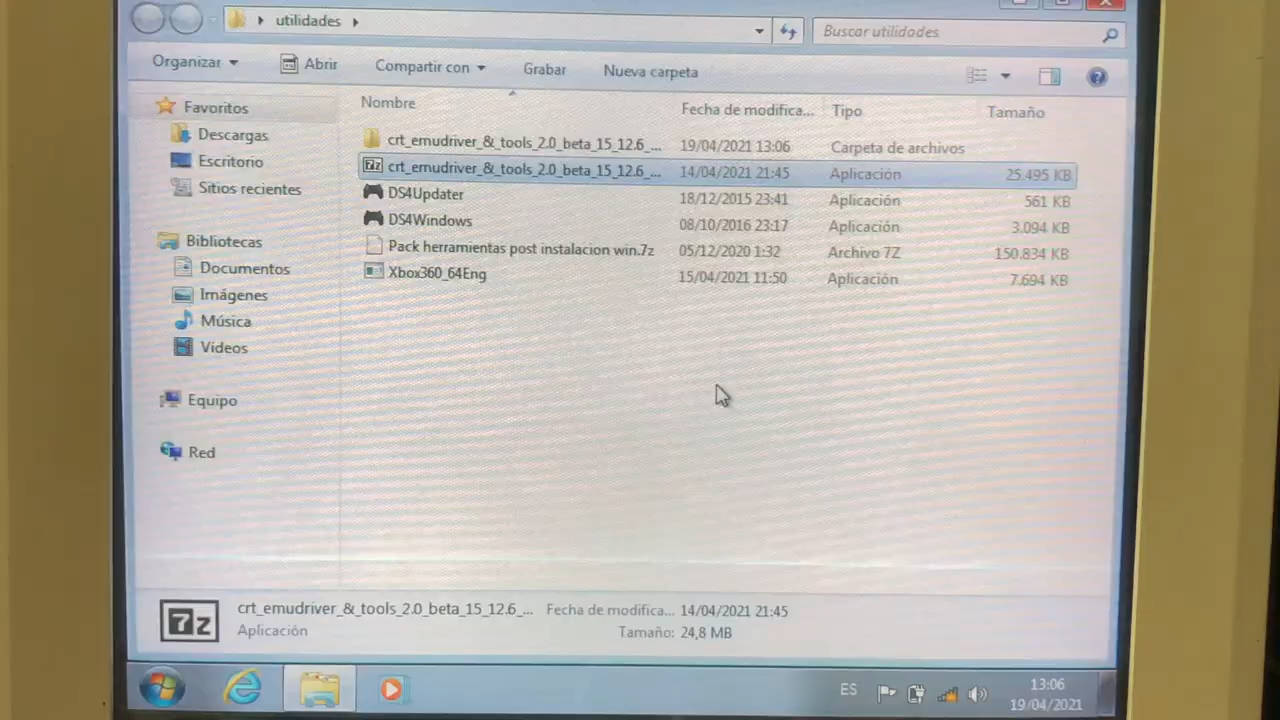 utilidades
Buscar utilidades
Organizar
Abrir
Compartir con
Grabar
Nueva carpeta
Nombre
Fecha de modifica...
Tipo
Tamaño
Favoritos
Descargas
Escritorio
Sitios recientes
Bibliotecas
Documentos
Imágenes
Música
Vídeos
Equipo
Red
crt_emudriver_&_tools_2.0_beta_15_12.6_... 19/04/2021 13:06 Carpeta de archivos
crt_emudriver_&_tools_2.0_beta_15_12.6_... 14/04/2021 21:45 Aplicación 25.495 KB
DS4Updater 18/12/2015 23:41 Aplicación 561 KB
DS4Windows 08/10/2016 23:17 Aplicación 3.094 KB
Pack herramientas post instalacion win.7z 05/12/2020 1:32 Archivo 7Z 150.834 KB
Xbox360_64Eng 15/04/2021 11:50 Aplicación 7.694 KB
7z
crt_emudriver_&_tools_2.0_beta_15_12.6_... Fecha de modifica... 14/04/2021 21:45
Aplicación Tamaño: 24,8 MB
ES
13:06
19/04/2021